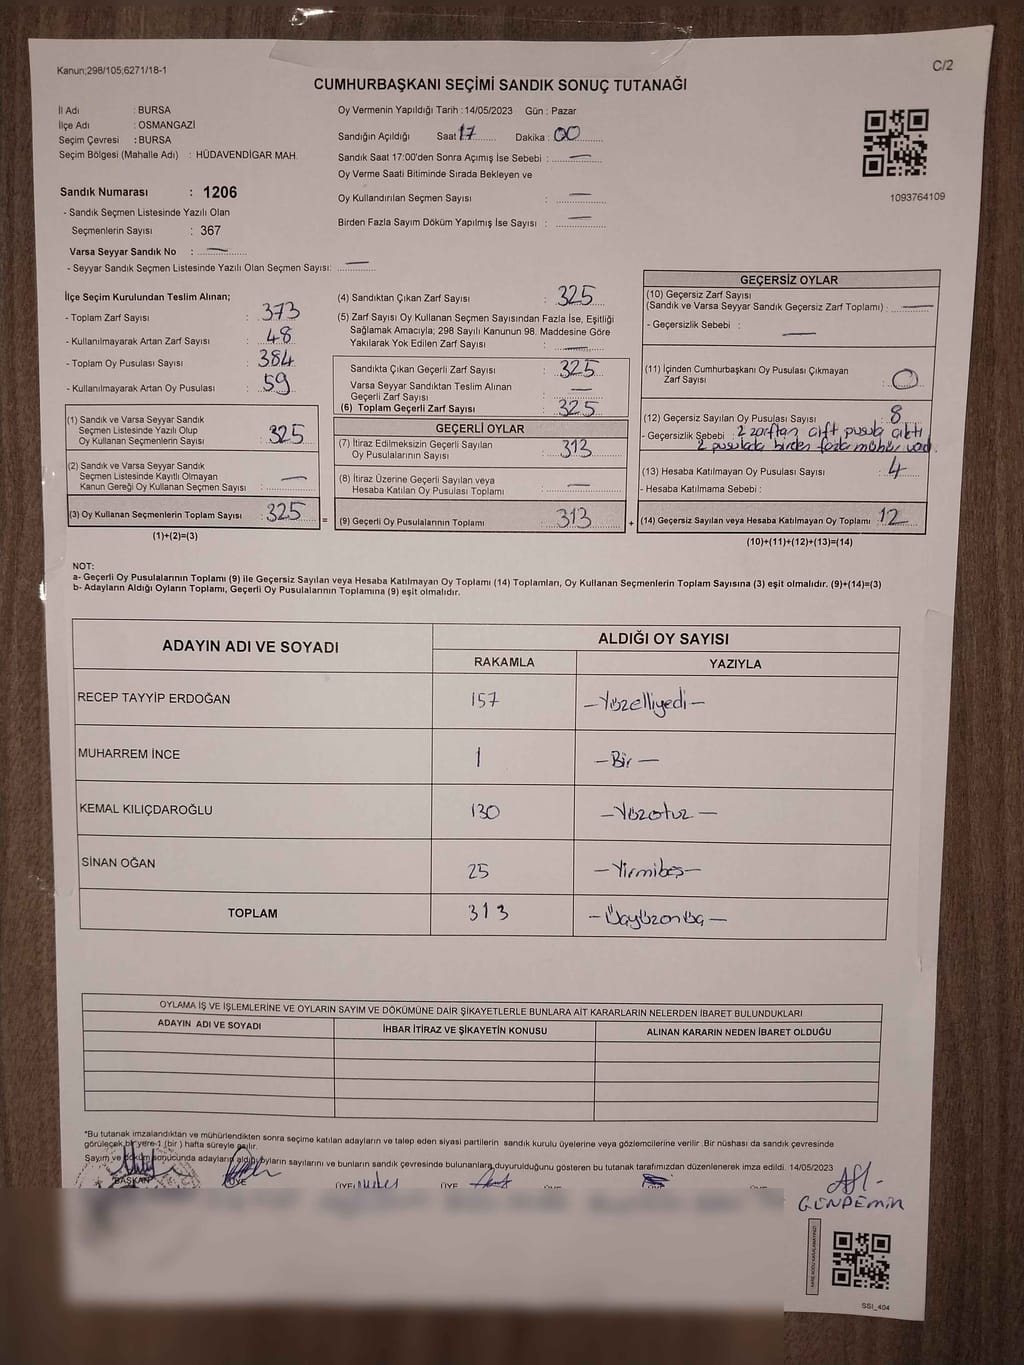 Kanun;298/105;6271/18-1
C/2
CUMHURBAŞKANI SEÇİMİ SANDIK SONUÇ TUTANAĞI
İl Adı : BURSA
İlçe Adı : OSMANGAZİ
Seçim Çevresi : BURSA
Seçim Bölgesi (Mahalle Adı) : HÜDAVENDİGAR MAH.
Oy Vermenin Yapıldığı Tarih :14/05/2023 Gün : Pazar
Sandığın Açıldığı Saat 17 Dakika : 00
Sandık Saat 17:00'den Sonra Açımış İse Sebebi : —
Oy Verme Saati Bitiminde Sırada Bekleyen ve
Oy Kullandırılan Seçmen Sayısı : —
Birden Fazla Sayım Döküm Yapılmış İse Sayısı : —
1093764109
Sandık Numarası : 1206
- Sandık Seçmen Listesinde Yazılı Olan
Seçmenlerin Sayısı : 367
Varsa Seyyar Sandık No : —
- Seyyar Sandık Seçmen Listesinde Yazılı Olan Seçmen Sayısı: —
İlçe Seçim Kurulundan Teslim Alınan;
- Toplam Zarf Sayısı : 373
- Kullanılmayarak Artan Zarf Sayısı : 48
- Toplam Oy Pusulası Sayısı : 384
- Kullanılmayarak Artan Oy Pusulası : 59
(1) Sandık ve Varsa Seyyar Sandık
Seçmen Listesinde Yazılı Olup
Oy Kullanan Seçmenlerin Sayısı : 325
(2) Sandık ve Varsa Seyyar Sandık
Seçmen Listesinde Kayıtlı Olmayan
Kanun Gereği Oy Kullanan Seçmen Sayısı : —
(3) Oy Kullanan Seçmenlerin Toplam Sayısı : 325 =
(1)+(2)=(3)
(4) Sandıktan Çıkan Zarf Sayısı : 325
(5) Zarf Sayısı Oy Kullanan Seçmen Sayısından Fazla İse, Eşitliği
Sağlamak Amacıyla; 298 Sayılı Kanunun 98. Maddesine Göre
Yakılarak Yok Edilen Zarf Sayısı : —
Sandıkta Çıkan Geçerli Zarf Sayısı : 325
Varsa Seyyar Sandıktan Teslim Alınan
Geçerli Zarf Sayısı : —
(6) Toplam Geçerli Zarf Sayısı : 325
GEÇERLİ OYLAR
(7) İtiraz Edilmeksizin Geçerli Sayılan
Oy Pusulalarının Sayısı : 313
(8) İtiraz Üzerine Geçerli Sayılan veya
Hesaba Katılan Oy Pusulası Toplamı : —
(9) Geçerli Oy Pusulalarının Toplamı : 313 +
GEÇERSİZ OYLAR
(10) Geçersiz Zarf Sayısı
(Sandık ve Varsa Seyyar Sandık Geçersiz Zarf Toplamı) : —
- Geçersizlik Sebebi : —
(11) İçinden Cumhurbaşkanı Oy Pusulası Çıkmayan
Zarf Sayısı : 0
(12) Geçersiz Sayılan Oy Pusulası Sayısı : 8
- Geçersizlik Sebebi : 2 zarftan çift pusula çıktı
2 pusulada birden fazla mühür var.
(13) Hesaba Katılmayan Oy Pusulası Sayısı : 4
- Hesaba Katılmama Sebebi :
(14) Geçersiz Sayılan veya Hesaba Katılmayan Oy Toplamı : 12
(10)+(11)+(12)+(13)=(14)
NOT:
a- Geçerli Oy Pusulalarının Toplamı (9) ile Geçersiz Sayılan veya Hesaba Katılmayan Oy Toplamı (14) Toplamları, Oy Kullanan Seçmenlerin Toplam Sayısına (3) eşit olmalıdır. (9)+(14)=(3)
b- Adayların Aldığı Oyların Toplamı, Geçerli Oy Pusulalarının Toplamına (9) eşit olmalıdır.
ADAYIN ADI VE SOYADI
ALDIĞI OY SAYISI
RAKAMLA YAZIYLA
RECEP TAYYİP ERDOĞAN 157 —Yüzelliyedi—
MUHARREM İNCE 1 —Bir—
KEMAL KILIÇDAROĞLU 130 —Yüzotuz—
SİNAN OĞAN 25 —Yirmibeş—
TOPLAM 313 —Üçyüzonüç—
OYLAMA İŞ VE İŞLEMLERİNE VE OYLARIN SAYIM VE DÖKÜMÜNE DAİR ŞİKAYETLERLE BUNLARA AİT KARARLARIN NELERDEN İBARET BULUNDUKLARI
ADAYIN ADI VE SOYADI İHBAR İTİRAZ VE ŞİKAYETİN KONUSU ALINAN KARARIN NEDEN İBARET OLDUĞU
*Bu tutanak imzalandıktan ve mühürlendikten sonra seçime katılan adayların ve talep eden siyasi partilerin sandık kurulu üyelerine veya gözlemcilerine verilir .Bir nüshası da sandık çevresinde
görülecek bir yere 1 (bir ) hafta süreyle asılır.
Sayım ve döküm sonucunda adayların aldığı oyların sayılarını ve bunların sandık çevresinde bulunanlara duyurulduğunu gösteren bu tutanak tarafımızdan düzenlenerek imza edildi. 14/05/2023
BAŞKAN ÜYE ÜYE ÜYE
SSI_404